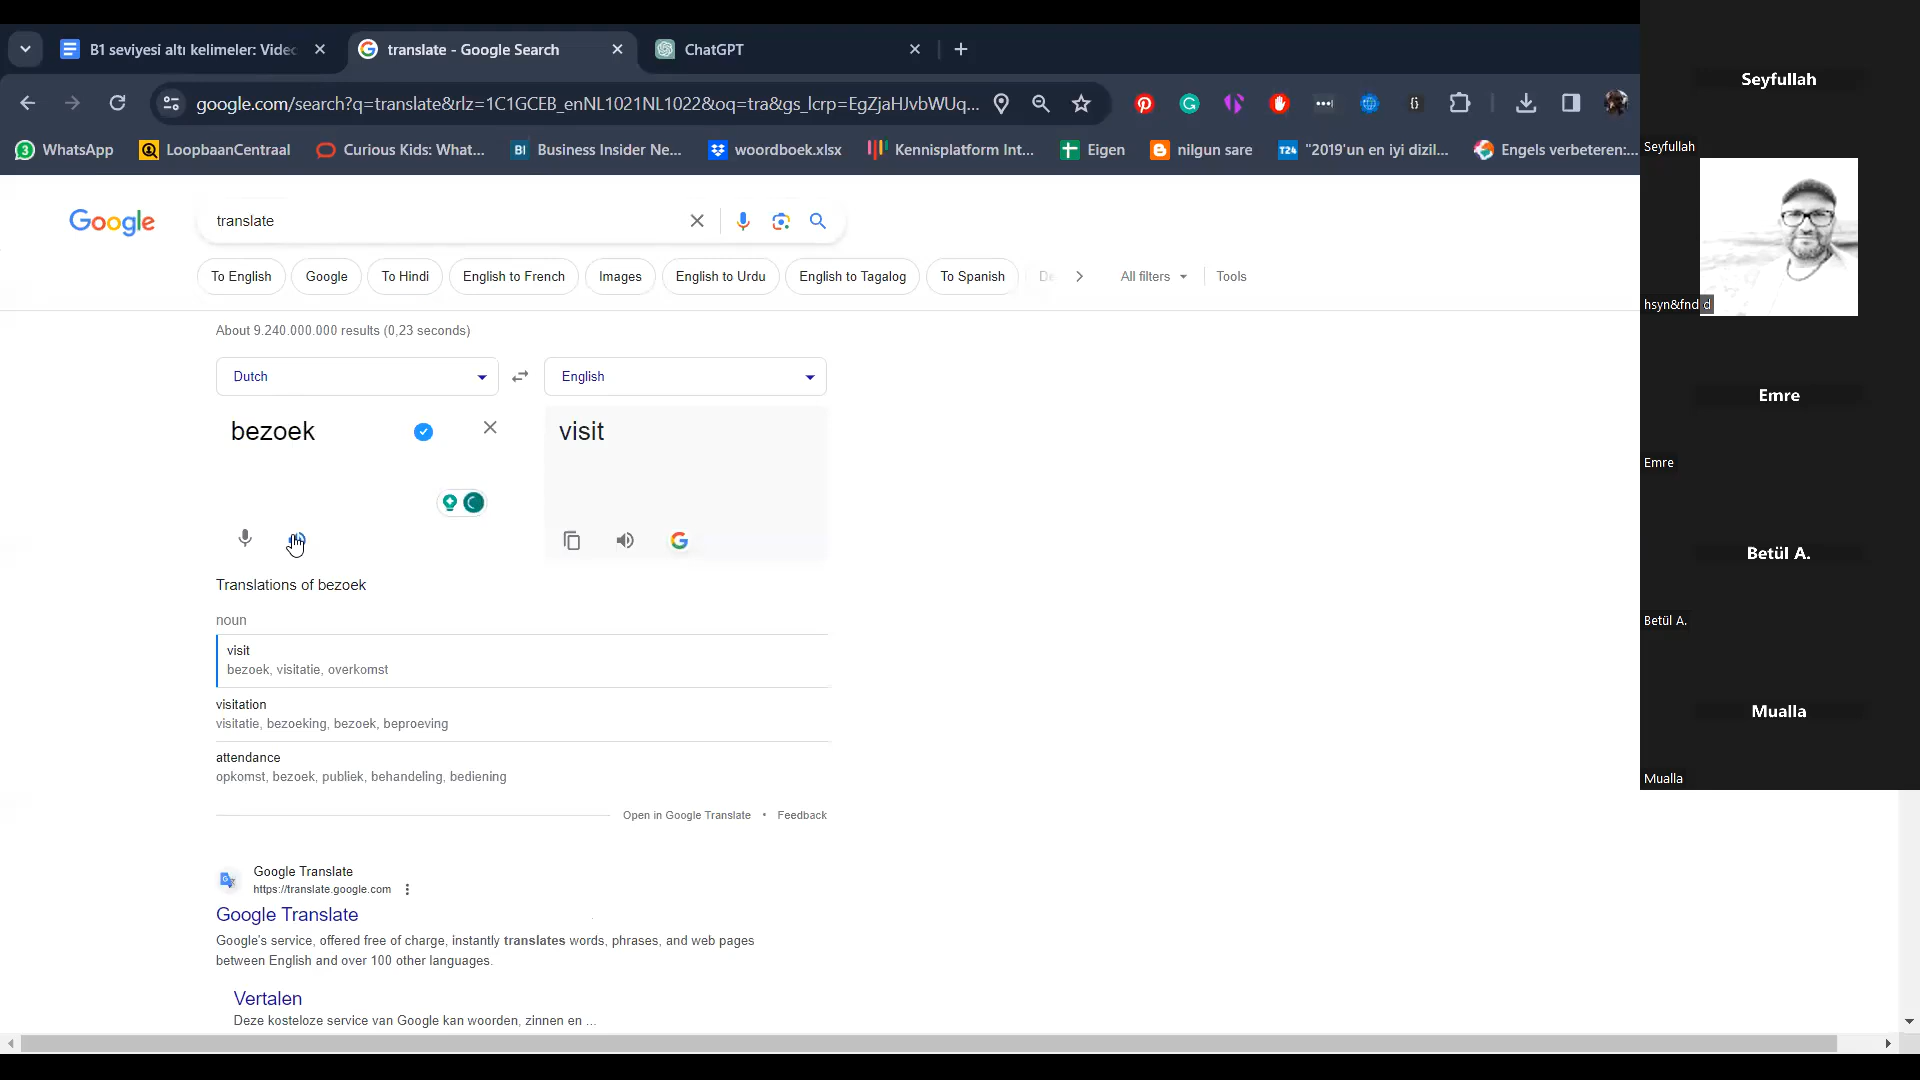 B1 seviyesi altı kelimeler: Videc
translate - Google Search
ChatGPT
google.com/search?q=translate&rlz=1C1GCEB_enNL1021NL1022&oq=tra&gs_lcrp=EgZjaHJvbWUq...
WhatsApp
LoopbaanCentraal
Curious Kids: What...
BI Business Insider Ne...
woordboek.xlsx
Kennisplatform Int...
Eigen
nilgun sare
T24 "2019'un en iyi dizil...
Engels verbeteren:...
Google
translate
To English
Google
To Hindi
English to French
Images
English to Urdu
English to Tagalog
To Spanish
All filters
Tools
About 9.240.000.000 results (0,23 seconds)
Dutch
English
bezoek
visit
Translations of bezoek
noun
visit
bezoek, visitatie, overkomst
visitation
visitatie, bezoeking, bezoek, beproeving
attendance
opkomst, bezoek, publiek, behandeling, bediening
Open in Google Translate • Feedback
Google Translate
https://translate.google.com
Google Translate
Google's service, offered free of charge, instantly translates words, phrases, and web pages
between English and over 100 other languages.
Vertalen
Deze kosteloze service van Google kan woorden, zinnen en ...
Seyfullah
Seyfullah
hsyn&fnd d
Emre
Emre
Betül A.
Betül A.
Mualla
Mualla